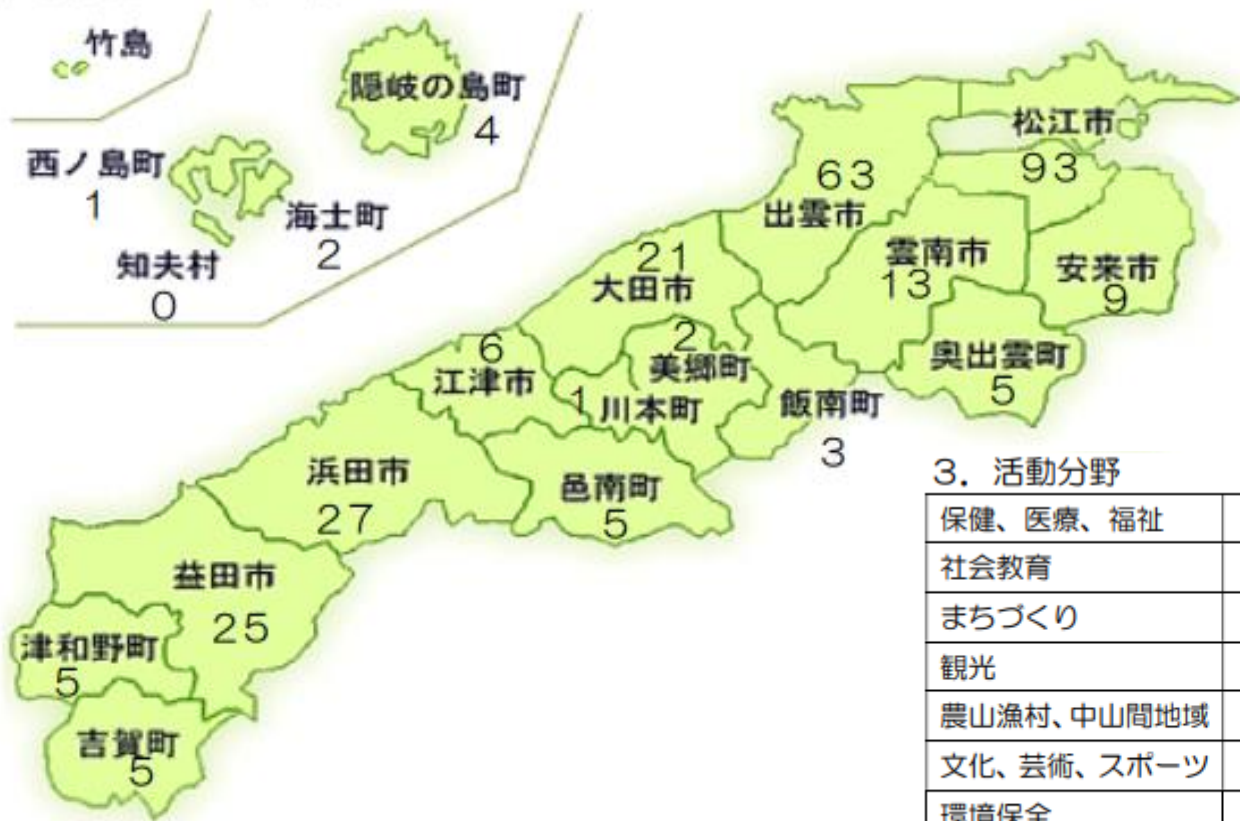 竹島
隠岐の島町
4
西ノ島町
1
海士町
2
知夫村
0
松江市
93
63
出雲市
雲南市
13
安来市
9
21
大田市
奥出雲町
5
2
美郷町
6
江津市
1
川本町
飯南町
3
浜田市
27
邑南町
5
益田市
25
津和野町
5
吉賀町
5
3．活動分野
保健、医療、福祉
社会教育
まちづくり
観光
農山漁村、中山間地域
文化、芸術、スポーツ
環境保全